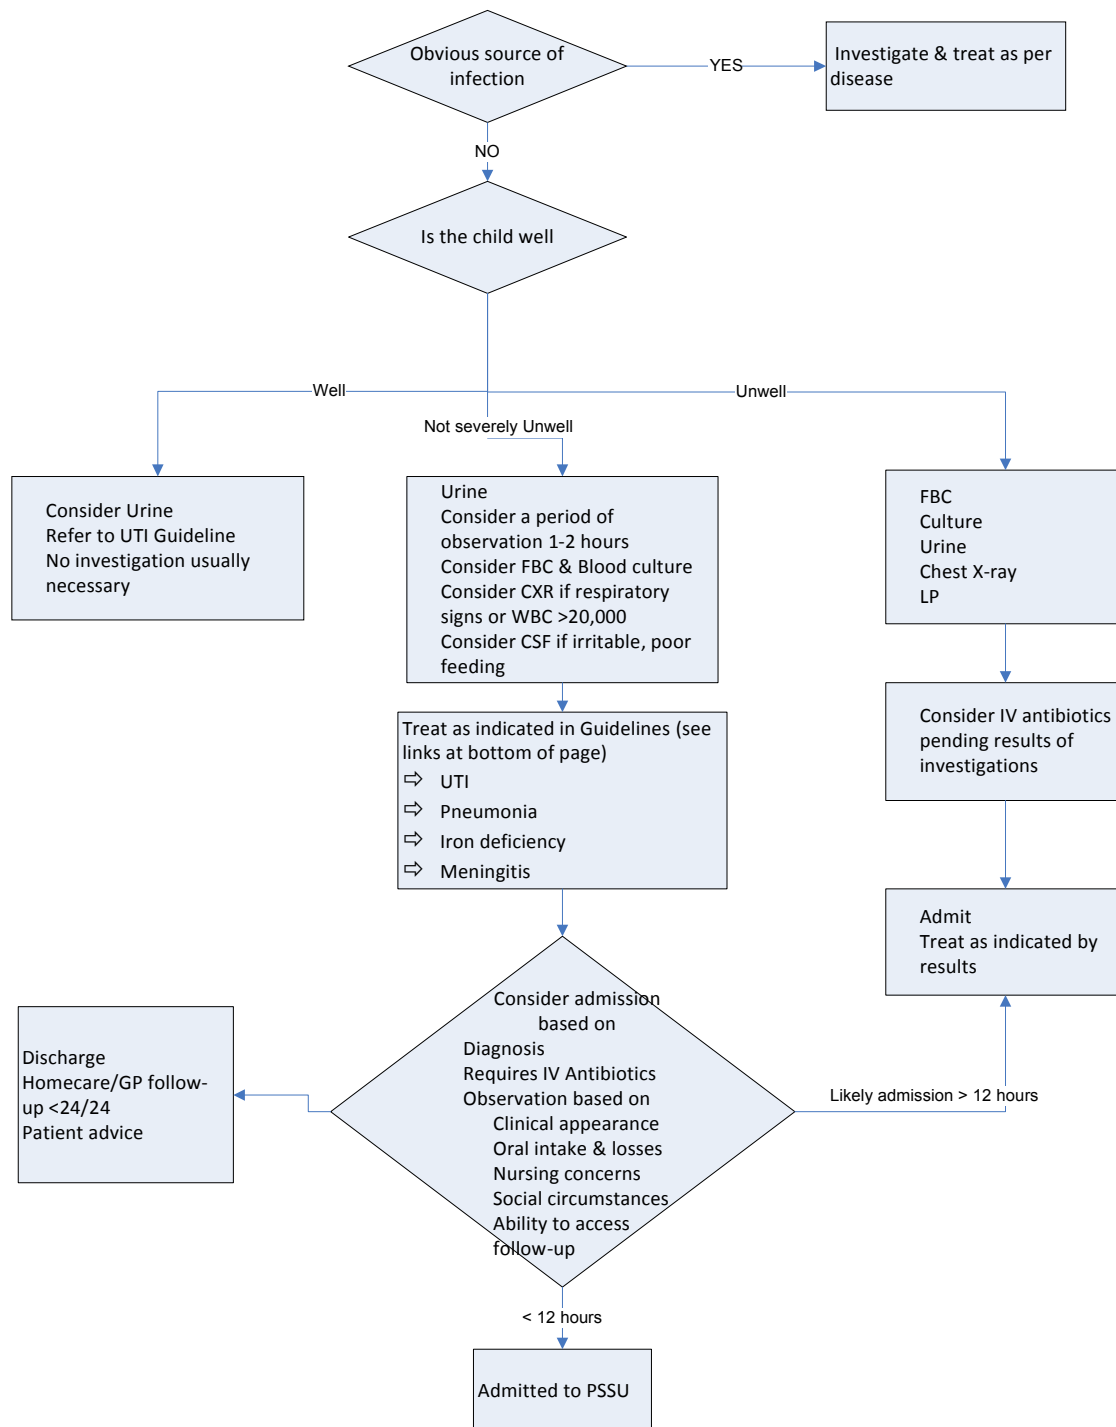 Obvious source of
infection
YES
Investigate & treat as per
disease
NO
Is the child well
Well
Not severely Unwell
Unwell
Consider Urine
Refer to UTI Guideline
No investigation usually
necessary
Urine
Consider a period of
observation 1-2 hours
Consider FBC & Blood culture
Consider CXR if respiratory
signs or WBC >20,000
Consider CSF if irritable, poor
feeding
FBC
Culture
Urine
Chest X-ray
LP
Treat as indicated in Guidelines (see
links at bottom of page)
⇨ UTI
⇨ Pneumonia
⇨ Iron deficiency
⇨ Meningitis
Consider IV antibiotics
pending results of
investigations
Admit
Treat as indicated by
results
Consider admission
based on
Diagnosis
Requires IV Antibiotics
Observation based on
Clinical appearance
Oral intake & losses
Nursing concerns
Social circumstances
Ability to access
follow-up
Discharge
Homecare/GP follow-
up <24/24
Patient advice
Likely admission > 12 hours
< 12 hours
Admitted to PSSU